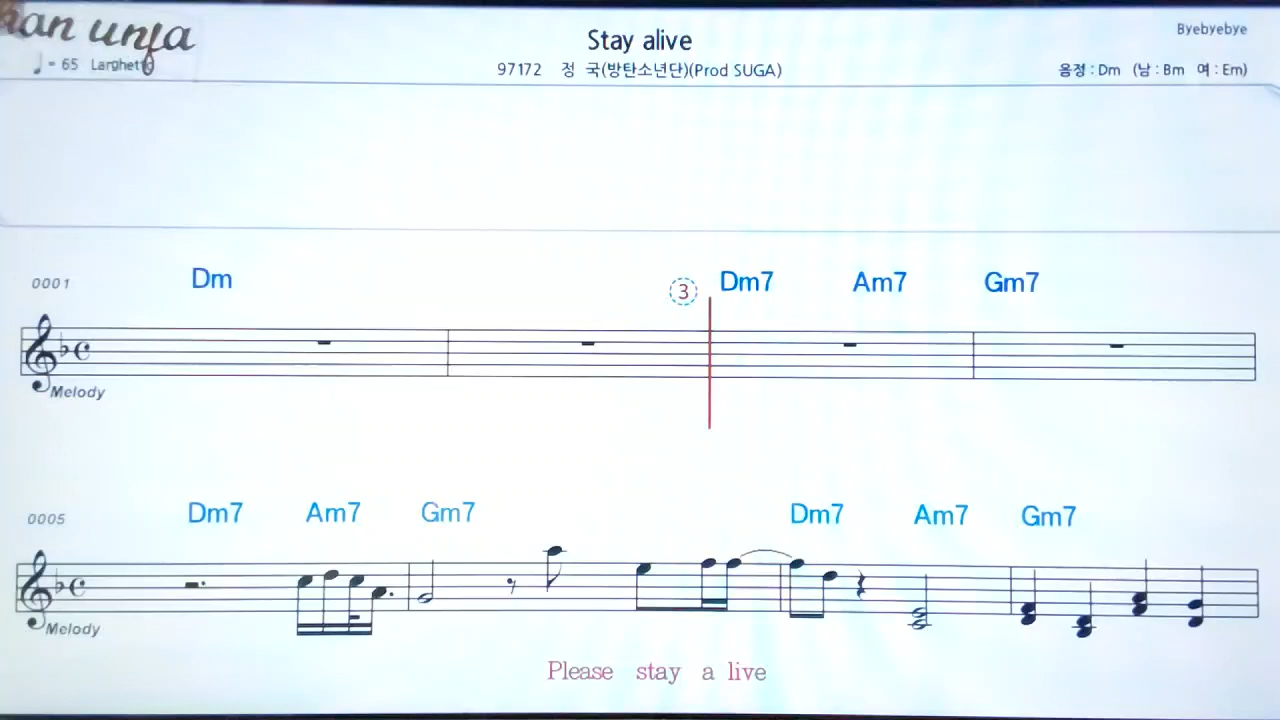 Stay alive
Byebyebye
♩= 65 Larghetto
97172 정 국(방탄소년단)(Prod SUGA)
음정 : Dm (남 : Bm 여 : Em)
0001 Dm ③ Dm7 Am7 Gm7
Melody
0005 Dm7 Am7 Gm7 Dm7 Am7 Gm7
Melody
Please stay a live